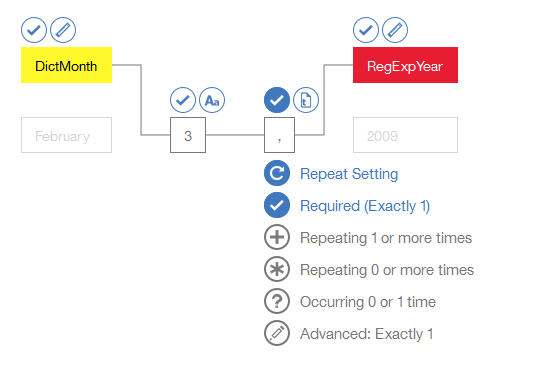 DictMonth
RegExpYear
Aa
t
February
3
,
2009
Repeat Setting
Required (Exactly 1)
Repeating 1 or more times
Repeating 0 or more times
? Occurring 0 or 1 time
Advanced: Exactly 1